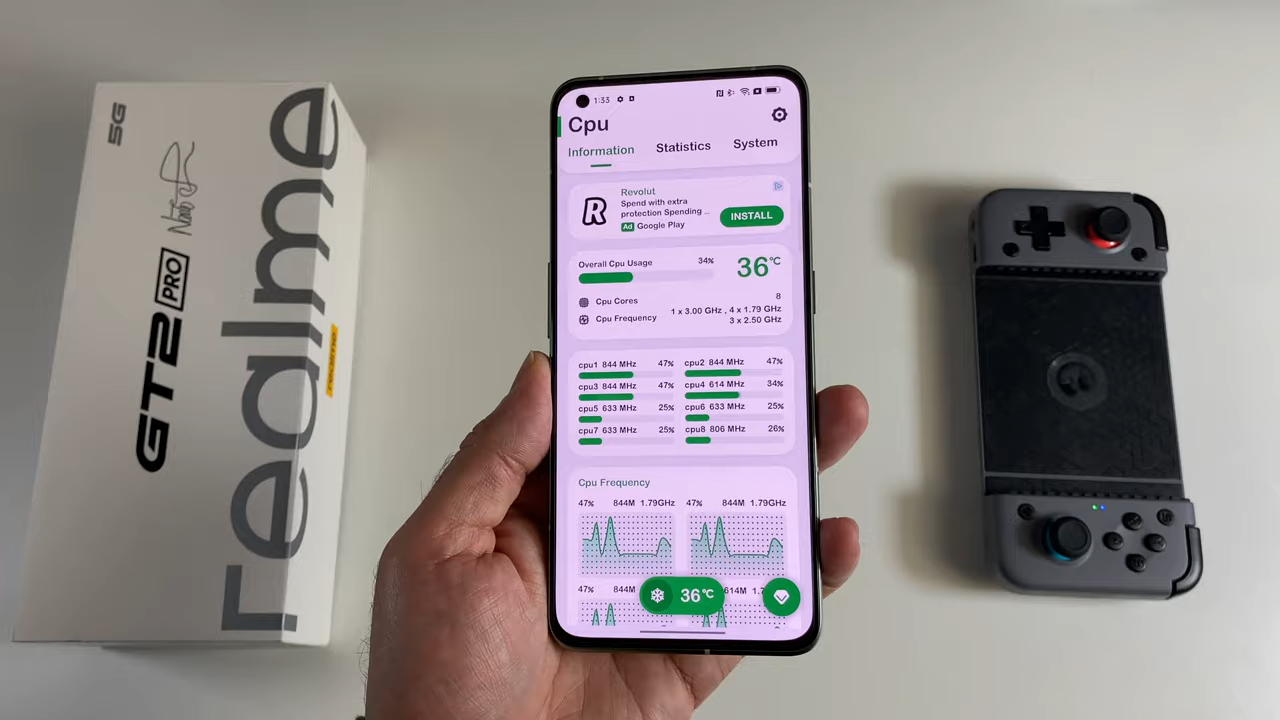 5G
GT2 PRO
realme
realme
1:33
Cpu
Information Statistics System
Revolut
Spend with extra
protection Spending ...
Ad Google Play
INSTALL
Overall Cpu Usage 34% 36°C
Cpu Cores 8
Cpu Frequency 1 x 3.00 GHz , 4 x 1.79 GHz
3 x 2.50 GHz
cpu1 844 MHz 47% cpu2 844 MHz 47%
cpu3 844 MHz 47% cpu4 614 MHz 34%
cpu5 633 MHz 25% cpu6 633 MHz 25%
cpu7 633 MHz 25% cpu8 806 MHz 26%
Cpu Frequency
47% 844M 1.79GHz 47% 844M 1.79GHz
47% 844M 614M
36°C